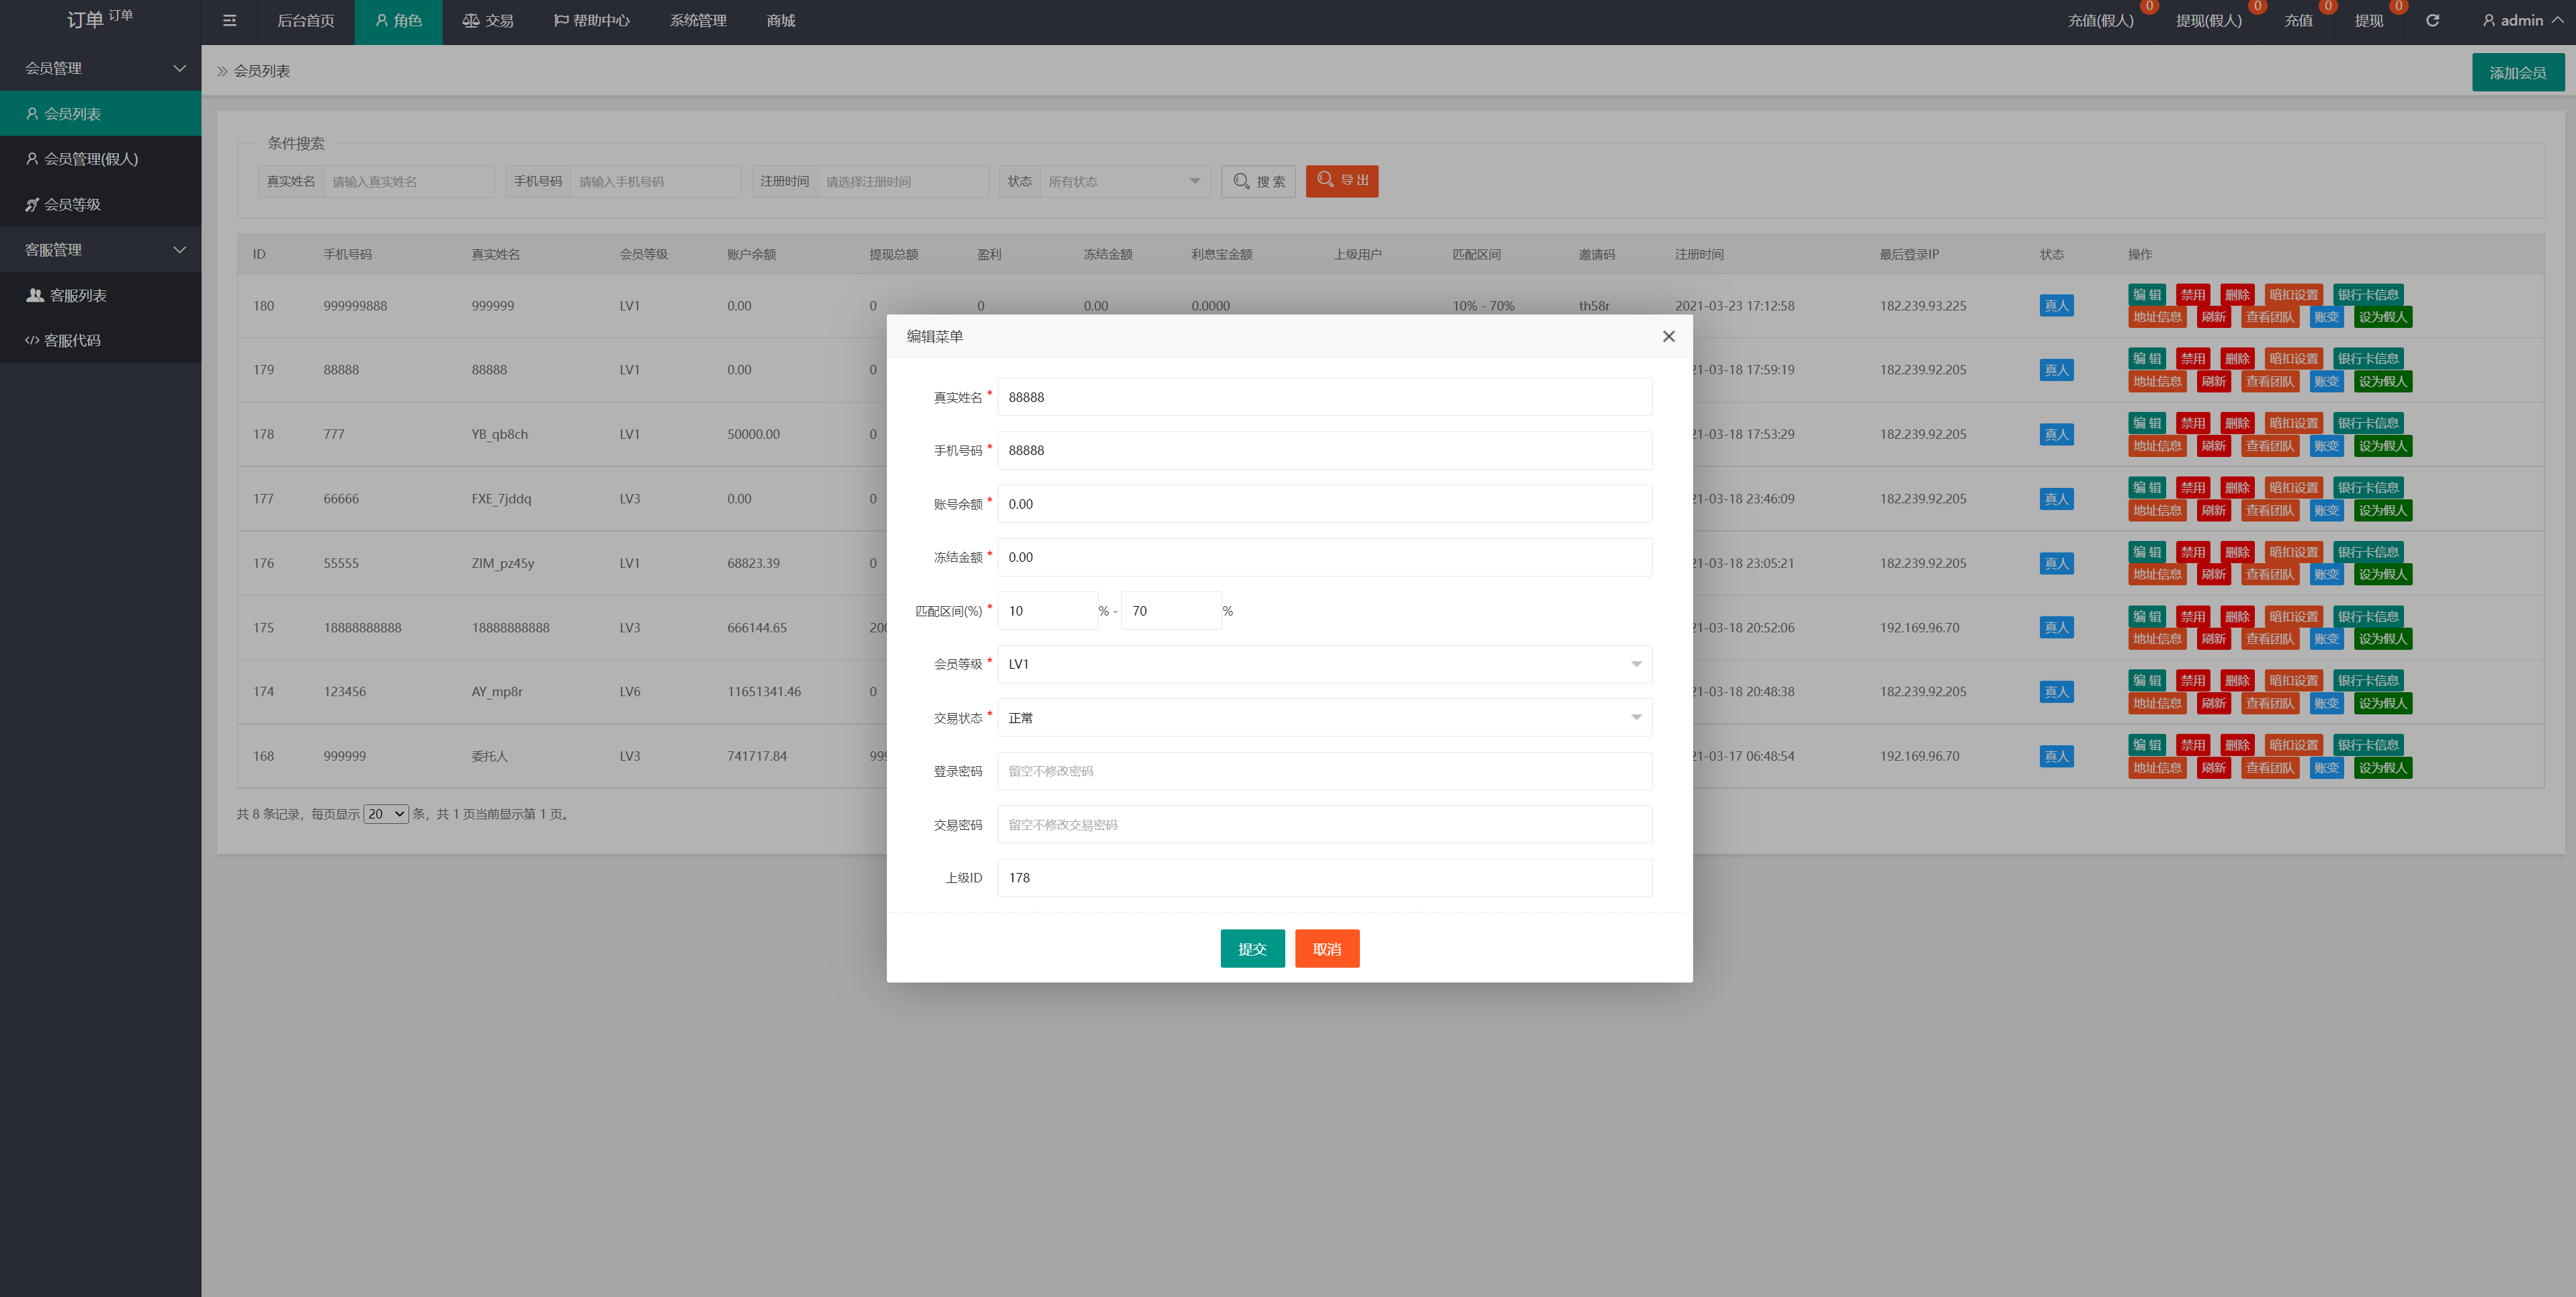 订单 订单
后台首页 角色 交易 帮助中心 系统管理 商城
充值(假人) 0 提现(假人) 0 充值 0 提现 0 admin
会员管理
会员列表
会员管理(假人)
会员等级
客服管理
客服列表
客服代码
会员列表
添加会员
条件搜索
真实姓名 请输入真实姓名 手机号码 请输入手机号码 注册时间 请选择注册时间 状态 所有状态 搜 索 导 出
ID 手机号码 真实姓名 会员等级 账户余额 提现总额 盈利 冻结金额 利息宝金额 上级用户 匹配区间 邀请码 注册时间 最后登录IP 状态 操作
180 999999888 999999 LV1 0.00 0 0 0.00 0.0000 10% - 70% th58r 2021-03-23 17:12:58 182.239.93.225 真人 编 辑 禁用 删除 暗扣设置 银行卡信息
地址信息 刷新 查看团队 账变 设为假人
179 88888 88888 LV1 0.00 0 21-03-18 17:59:19 182.239.92.205 真人 编 辑 禁用 删除 暗扣设置 银行卡信息
地址信息 刷新 查看团队 账变 设为假人
178 777 YB_qb8ch LV1 50000.00 0 21-03-18 17:53:29 182.239.92.205 真人 编 辑 禁用 删除 暗扣设置 银行卡信息
地址信息 刷新 查看团队 账变 设为假人
177 66666 FXE_7jddq LV3 0.00 0 21-03-18 23:46:09 182.239.92.205 真人 编 辑 禁用 删除 暗扣设置 银行卡信息
地址信息 刷新 查看团队 账变 设为假人
176 55555 ZIM_pz45y LV1 68823.39 0 21-03-18 23:05:21 182.239.92.205 真人 编 辑 禁用 删除 暗扣设置 银行卡信息
地址信息 刷新 查看团队 账变 设为假人
175 18888888888 18888888888 LV3 666144.65 200 21-03-18 20:52:06 192.169.96.70 真人 编 辑 禁用 删除 暗扣设置 银行卡信息
地址信息 刷新 查看团队 账变 设为假人
174 123456 AY_mp8r LV6 11651341.46 0 21-03-18 20:48:38 182.239.92.205 真人 编 辑 禁用 删除 暗扣设置 银行卡信息
地址信息 刷新 查看团队 账变 设为假人
168 999999 委托人 LV3 741717.84 999 21-03-17 06:48:54 192.169.96.70 真人 编 辑 禁用 删除 暗扣设置 银行卡信息
地址信息 刷新 查看团队 账变 设为假人
共 8 条记录，每页显示 20 条，共 1 页当前显示第 1 页。
编辑菜单
真实姓名 * 88888
手机号码 * 88888
账号余额 * 0.00
冻结金额 * 0.00
匹配区间(%) * 10 % - 70 %
会员等级 * LV1
交易状态 * 正常
登录密码 留空不修改密码
交易密码 留空不修改交易密码
上级ID 178
提交 取消